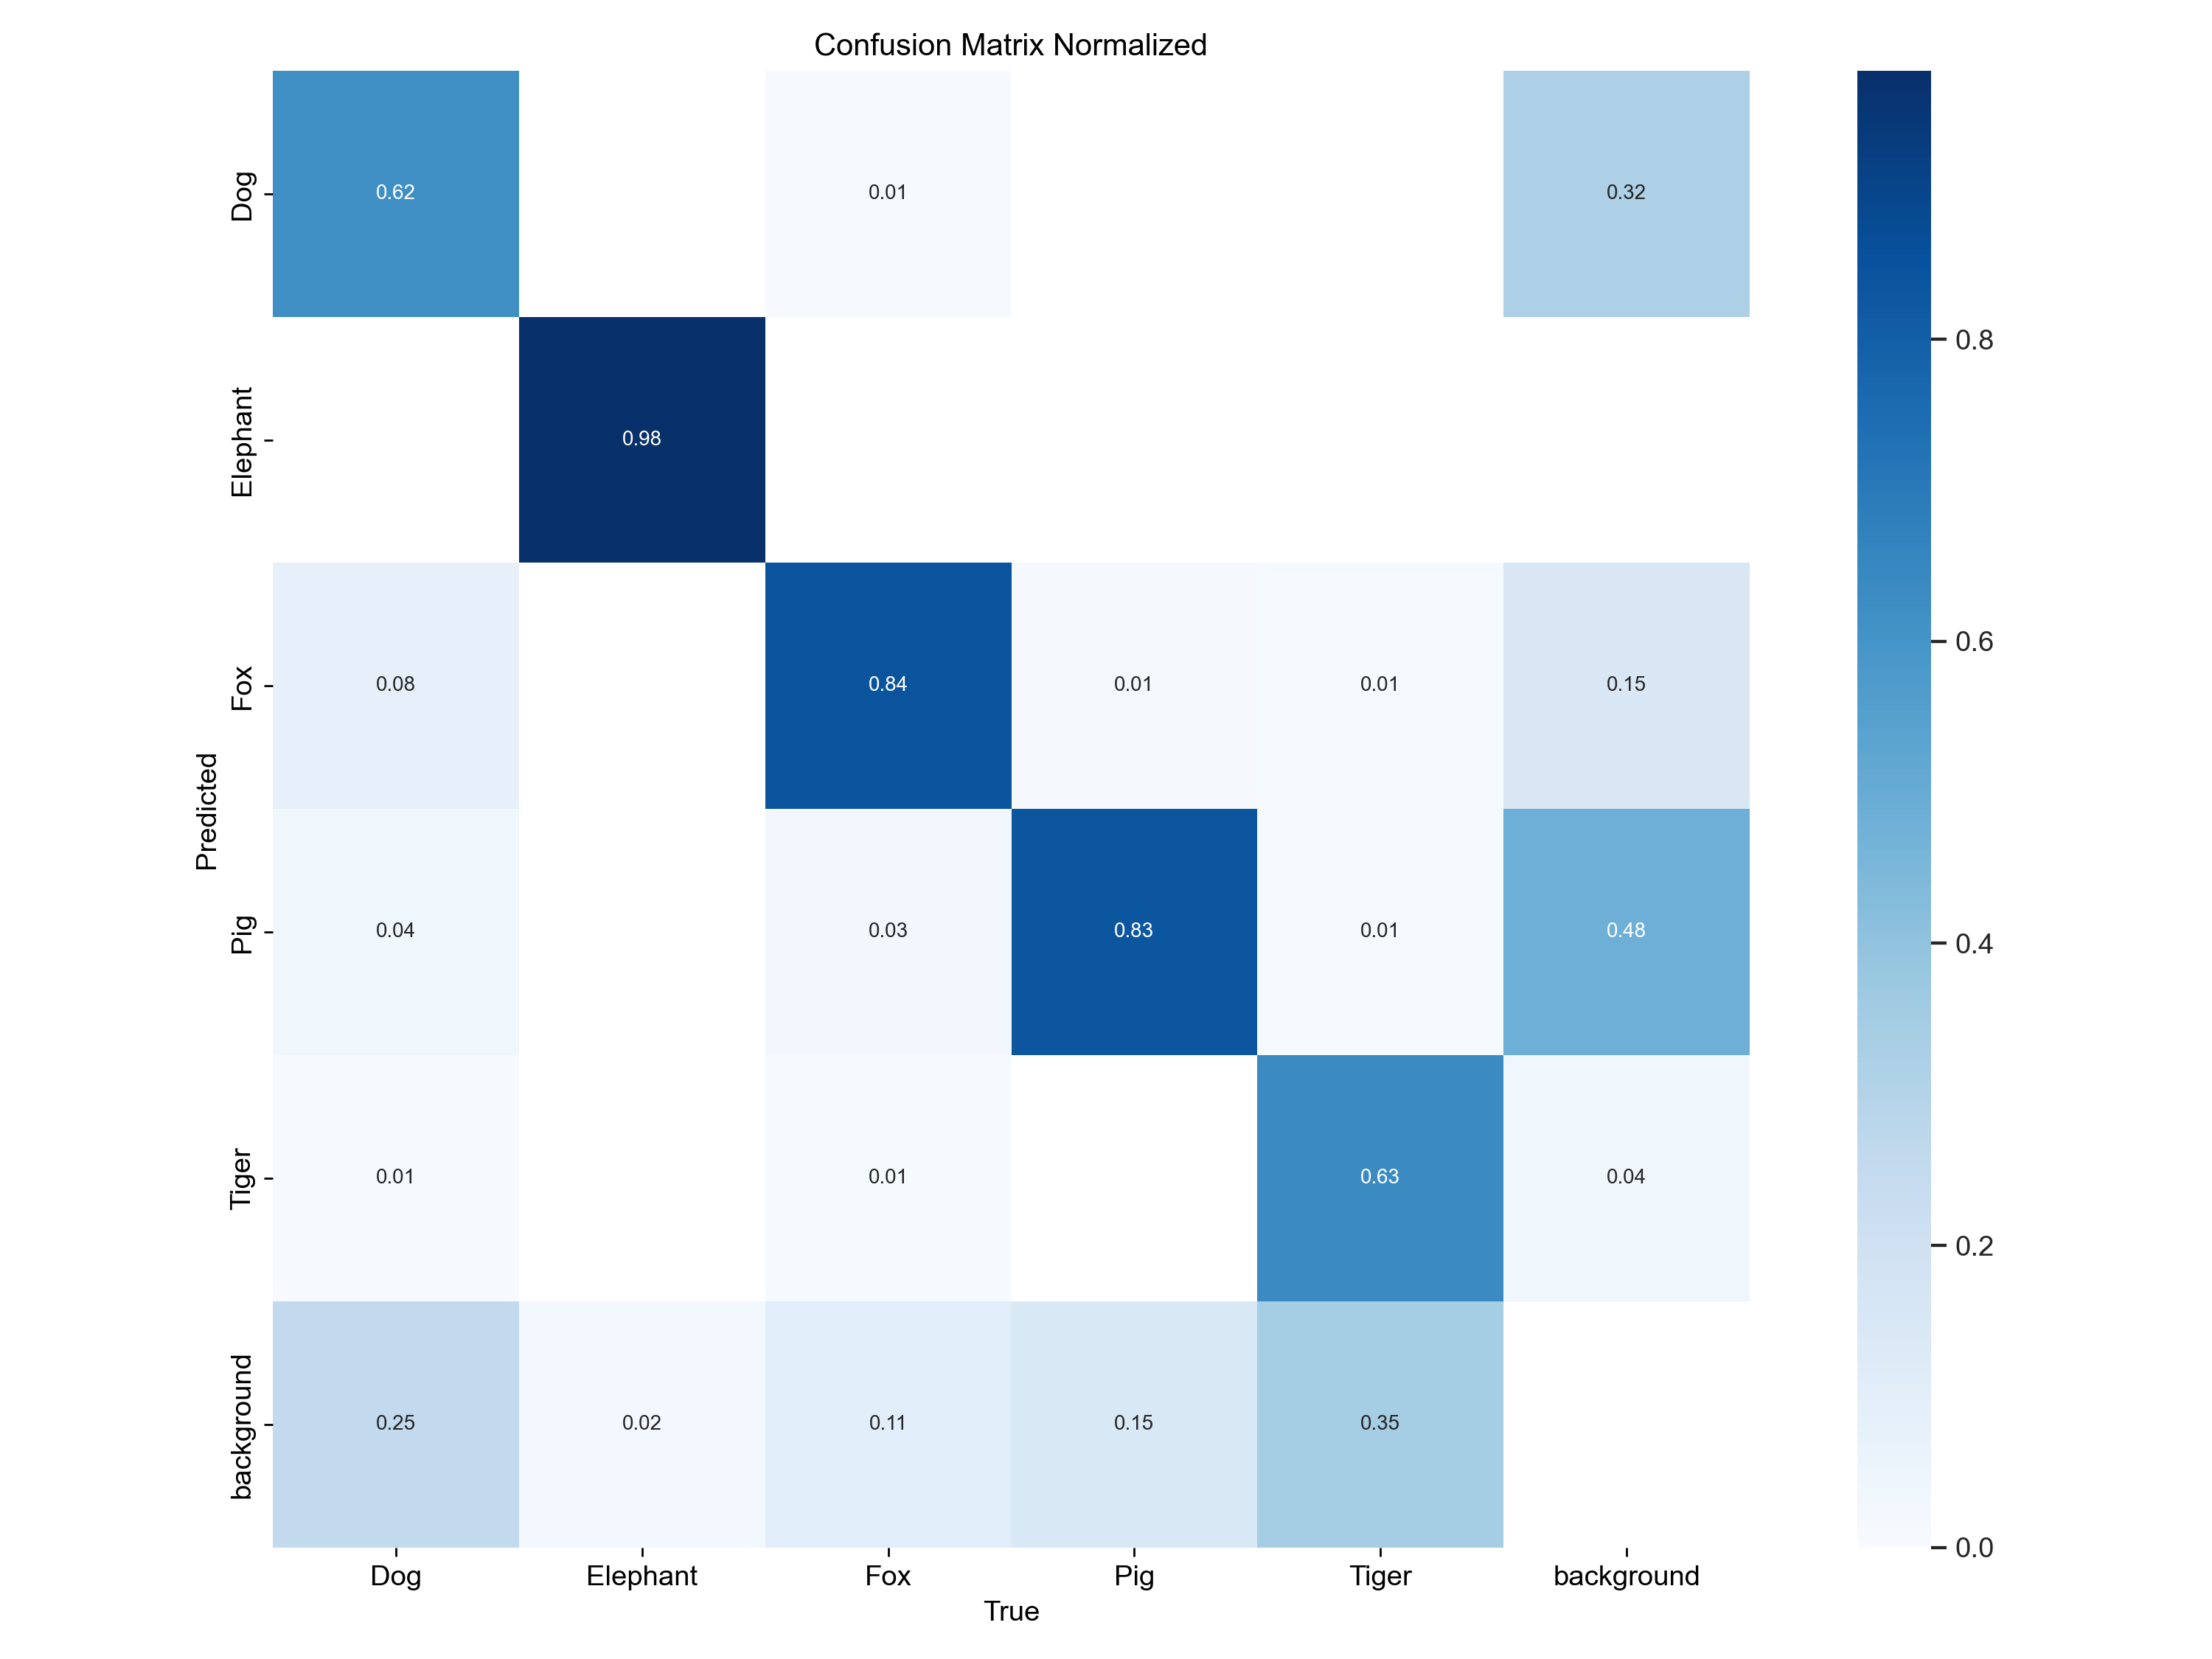 Confusion Matrix Normalized
Dog
0.62
0.01
0.32
Elephant
0.98
Fox
0.08
0.84
0.01
0.01
0.15
Pig
0.04
0.03
0.83
0.01
0.48
Tiger
0.01
0.01
0.63
0.04
background
0.25
0.02
0.11
0.15
0.35
Predicted
Dog
Elephant
Fox
Pig
Tiger
background
True
0.8
0.6
0.4
0.2
0.0